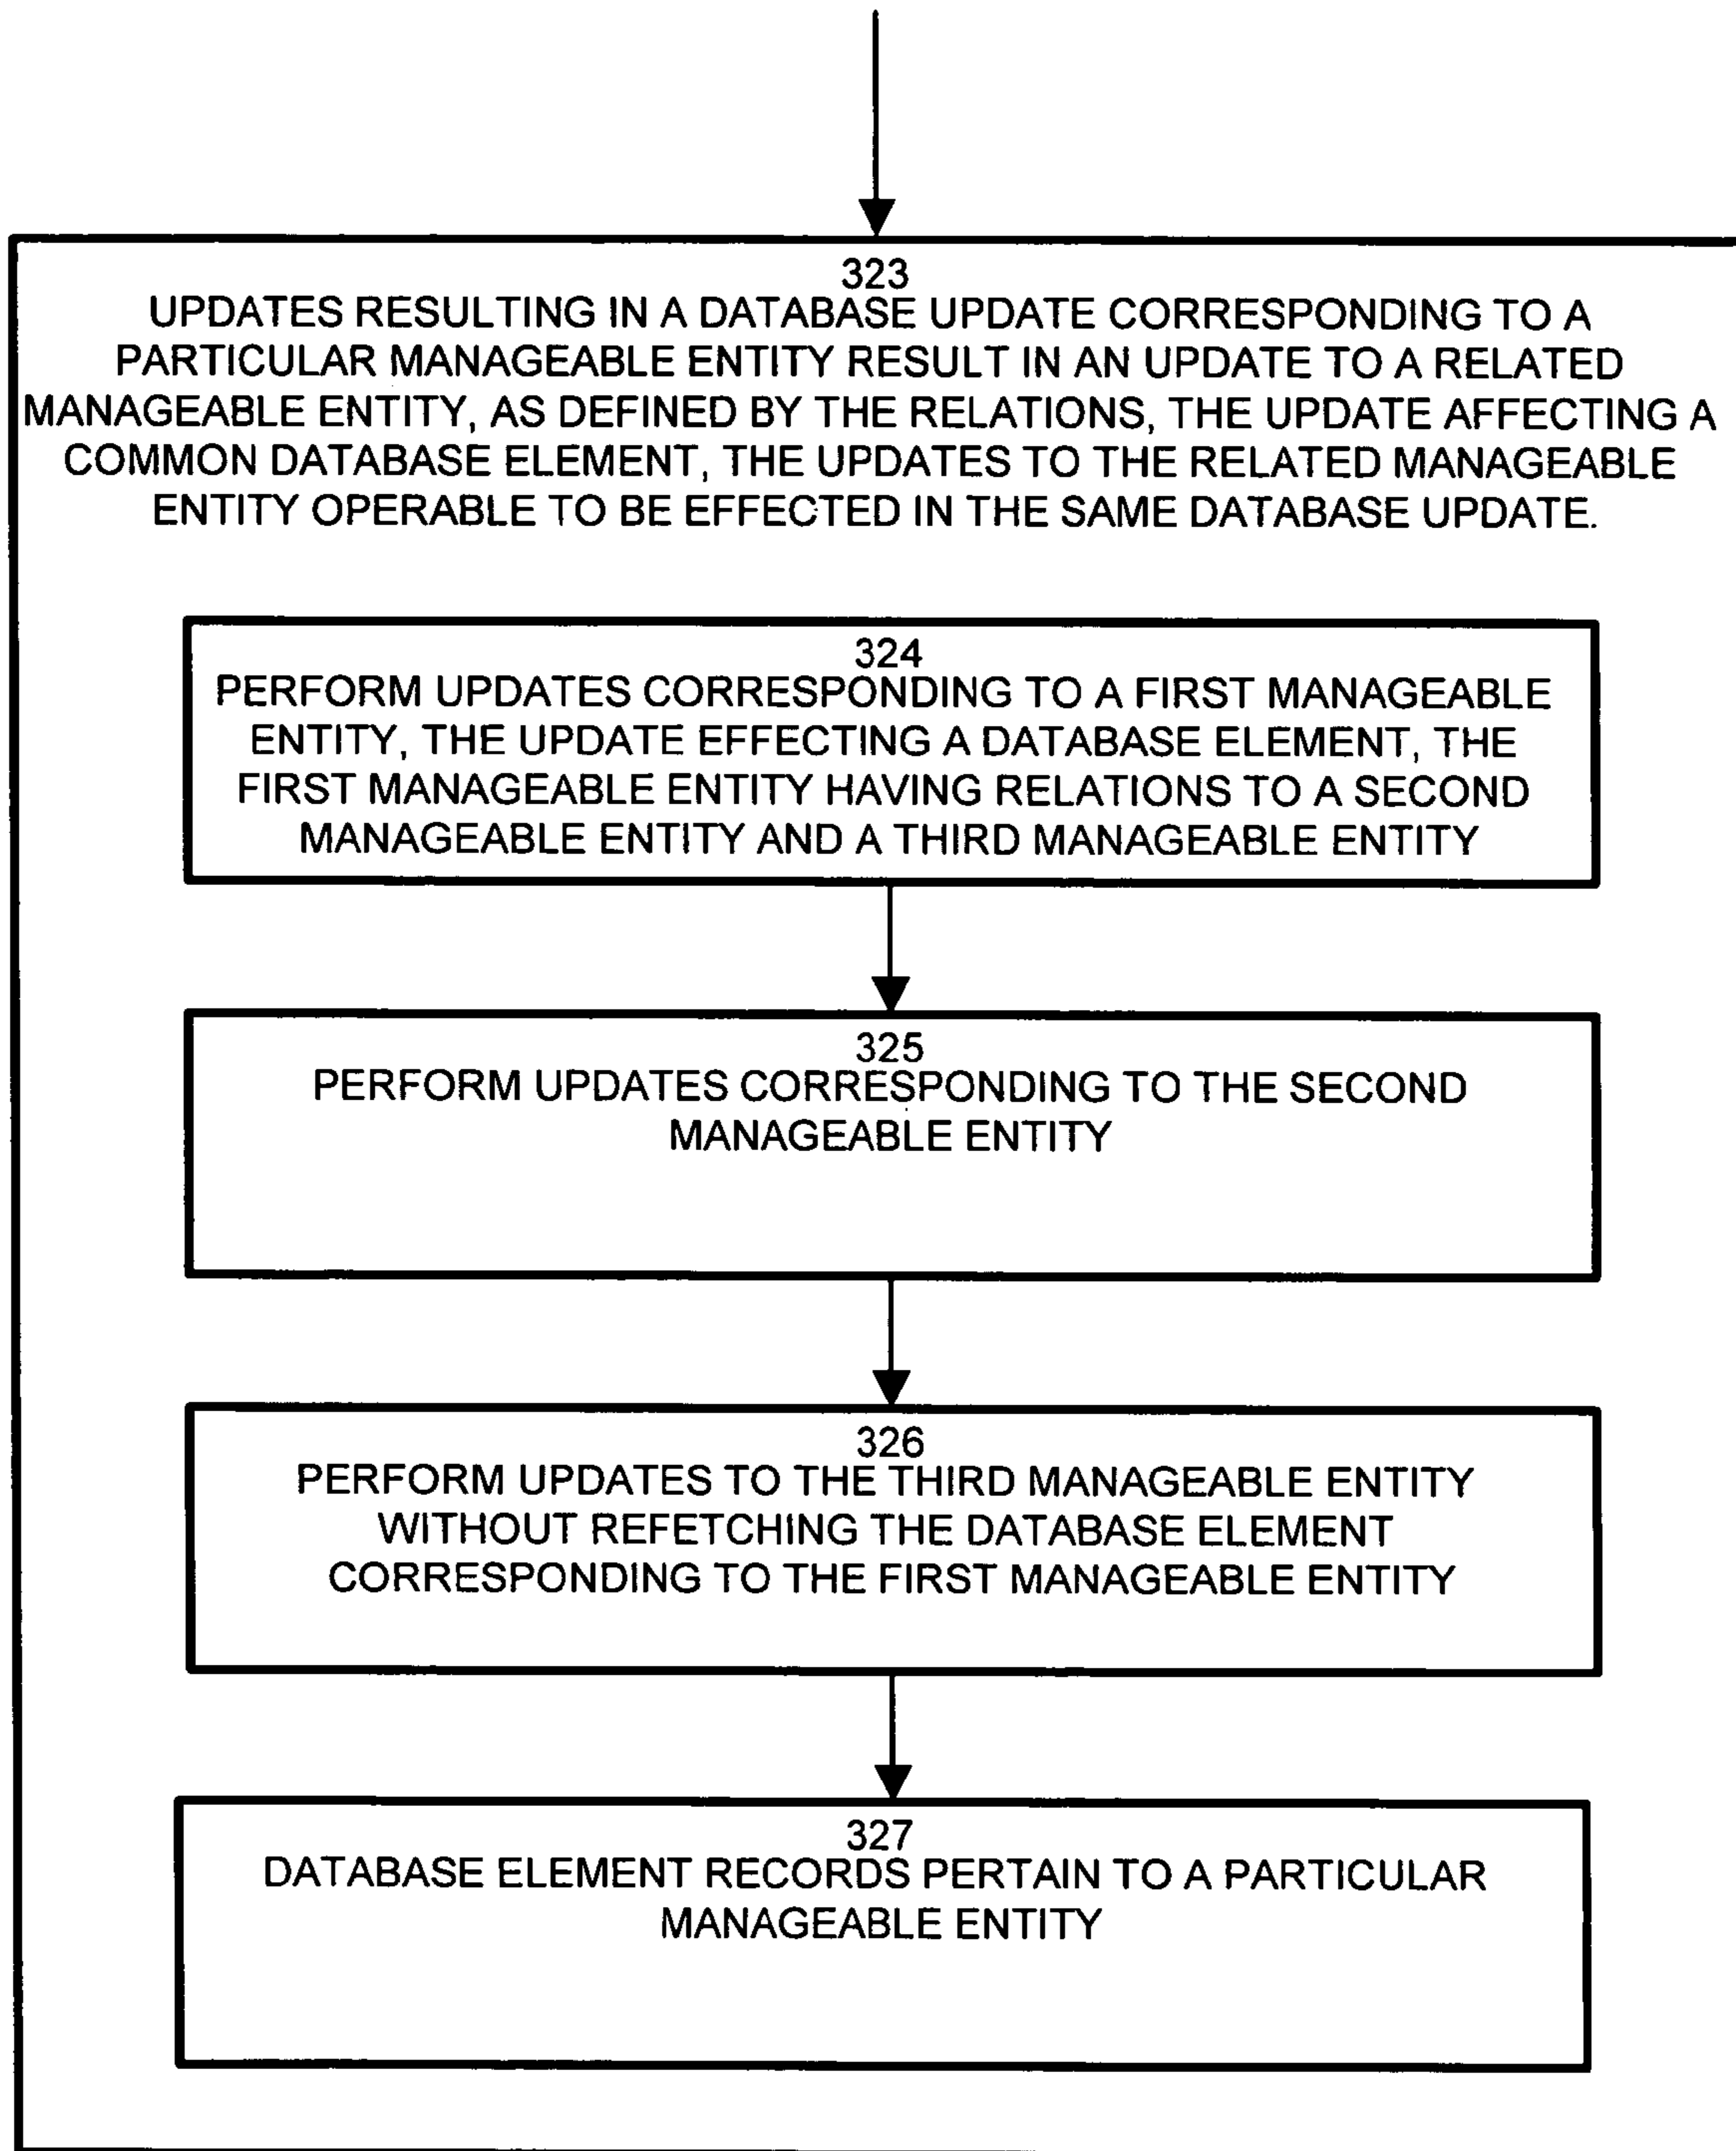 323
UPDATES RESULTING IN A DATABASE UPDATE CORRESPONDING TO A
PARTICULAR MANAGEABLE ENTITY RESULT IN AN UPDATE TO A RELATED
MANAGEABLE ENTITY, AS DEFINED BY THE RELATIONS, THE UPDATE AFFECTING A
COMMON DATABASE ELEMENT, THE UPDATES TO THE RELATED MANAGEABLE
ENTITY OPERABLE TO BE EFFECTED IN THE SAME DATABASE UPDATE.
324
PERFORM UPDATES CORRESPONDING TO A FIRST MANAGEABLE
ENTITY, THE UPDATE EFFECTING A DATABASE ELEMENT, THE
FIRST MANAGEABLE ENTITY HAVING RELATIONS TO A SECOND
MANAGEABLE ENTITY AND A THIRD MANAGEABLE ENTITY
325
PERFORM UPDATES CORRESPONDING TO THE SECOND
MANAGEABLE ENTITY
326
PERFORM UPDATES TO THE THIRD MANAGEABLE ENTITY
WITHOUT REFETCHING THE DATABASE ELEMENT
CORRESPONDING TO THE FIRST MANAGEABLE ENTITY
327
DATABASE ELEMENT RECORDS PERTAIN TO A PARTICULAR
MANAGEABLE ENTITY